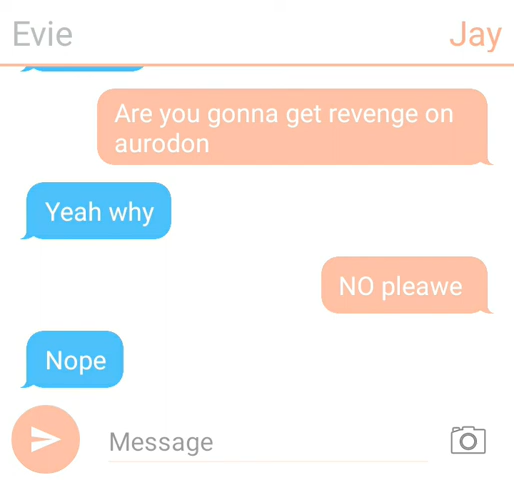 Evie
Jay
Are you gonna get revenge on
aurodon
Yeah why
NO pleawe
Nope
Message